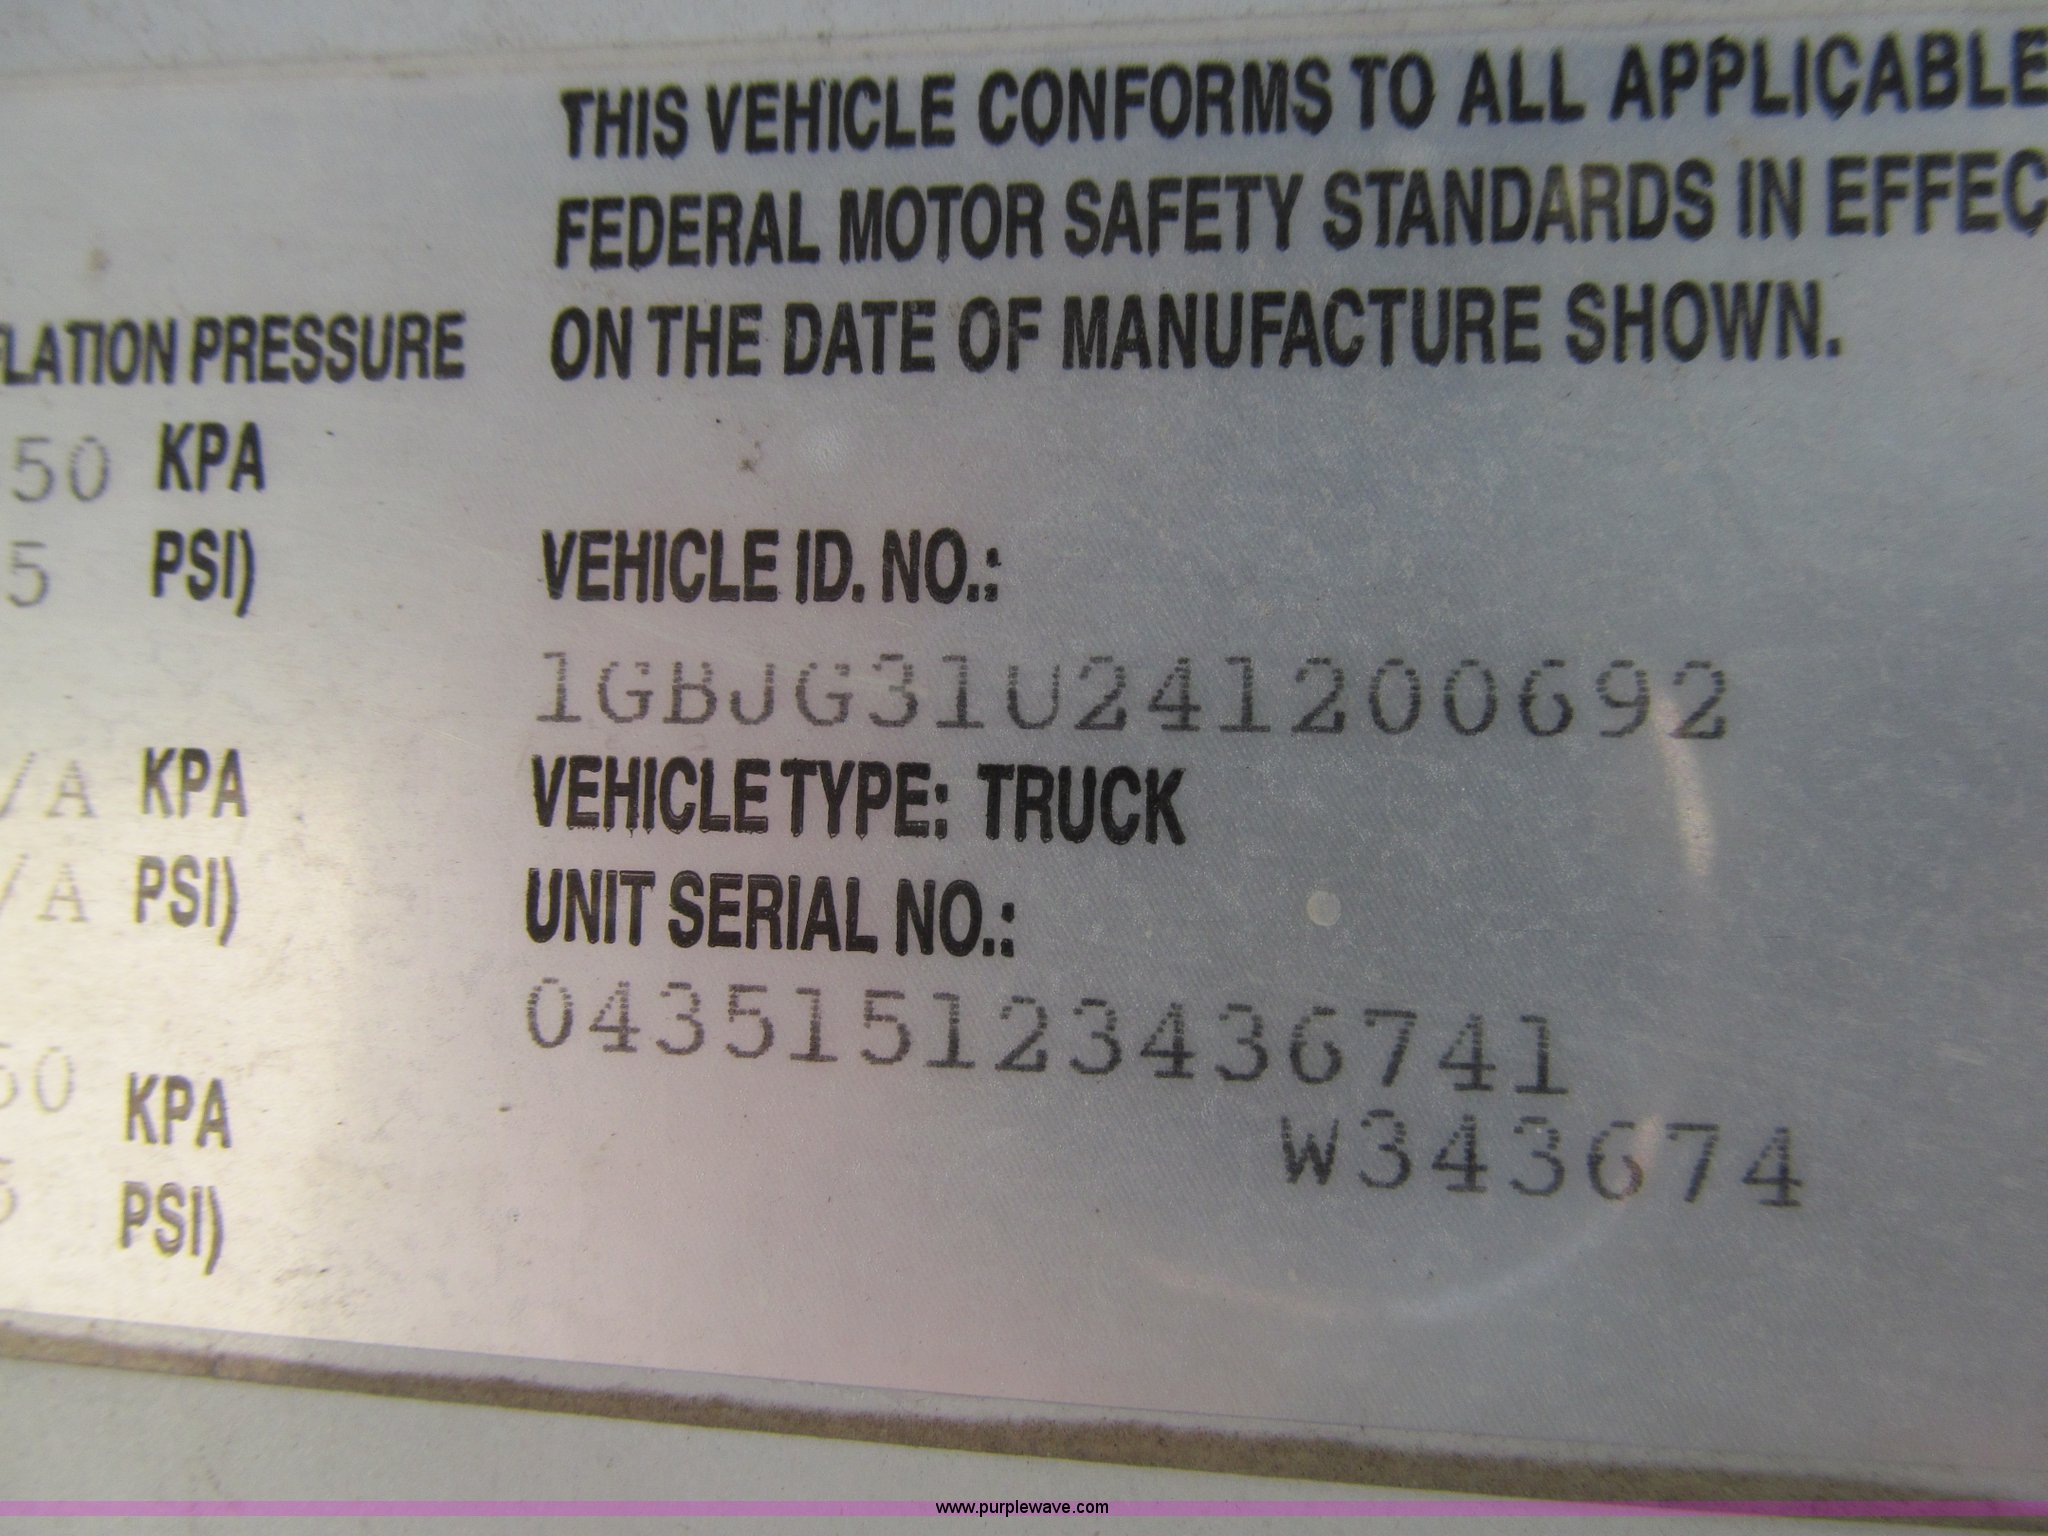 THIS VEHICLE CONFORMS TO ALL APPLICABLE
FEDERAL MOTOR SAFETY STANDARDS IN EFFEC
ON THE DATE OF MANUFACTURE SHOWN.
FLATION PRESSURE
50 KPA
5 PSI)
/A KPA
/A PSI)
50 KPA
PSI)
VEHICLE ID. NO.:
1GBJG31U241200692
VEHICLE TYPE: TRUCK
UNIT SERIAL NO.:
04351512343674​1
W343674
www.purplewave.com